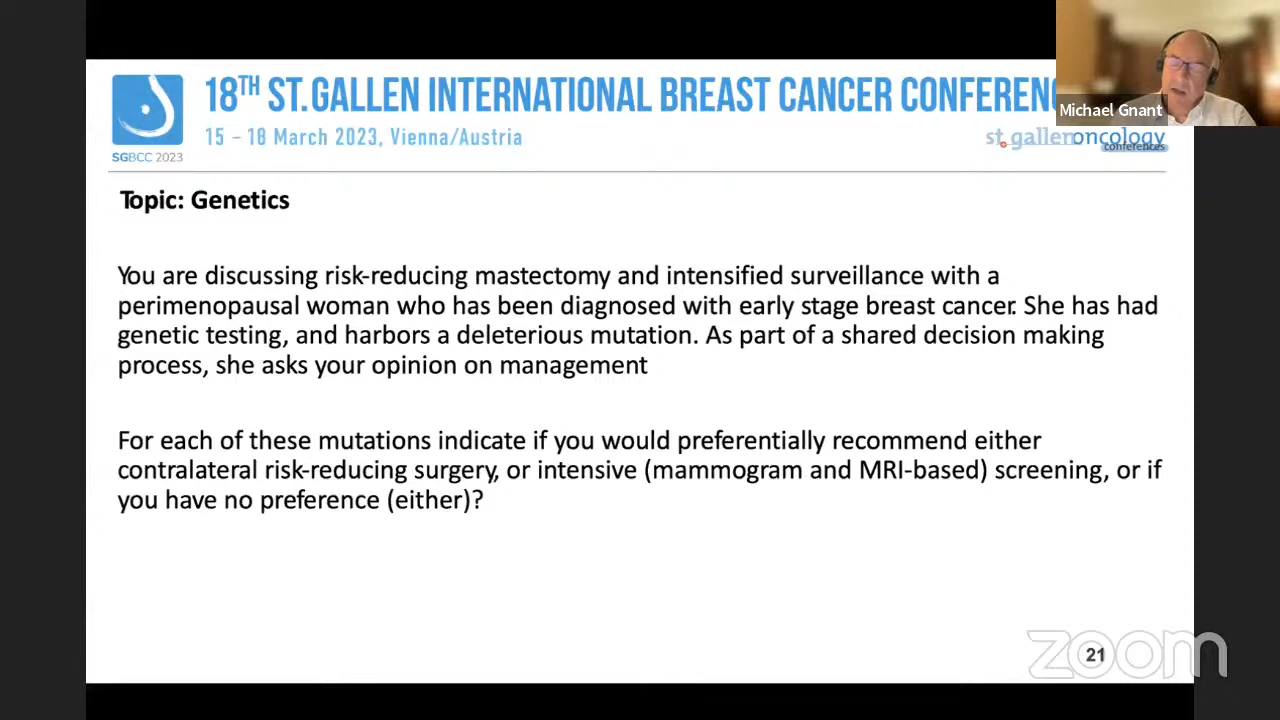 18TH ST.GALLEN INTERNATIONAL BREAST CANCER CONFEREN
15 – 18 March 2023, Vienna/Austria
SGBCC 2023
Michael Gnant
st.gallenoncology
conferences
Topic: Genetics
You are discussing risk-reducing mastectomy and intensified surveillance with a
perimenopausal woman who has been diagnosed with early stage breast cancer. She has had
genetic testing, and harbors a deleterious mutation. As part of a shared decision making
process, she asks your opinion on management
For each of these mutations indicate if you would preferentially recommend either
contralateral risk-reducing surgery, or intensive (mammogram and MRI-based) screening, or if
you have no preference (either)?
21
zoom